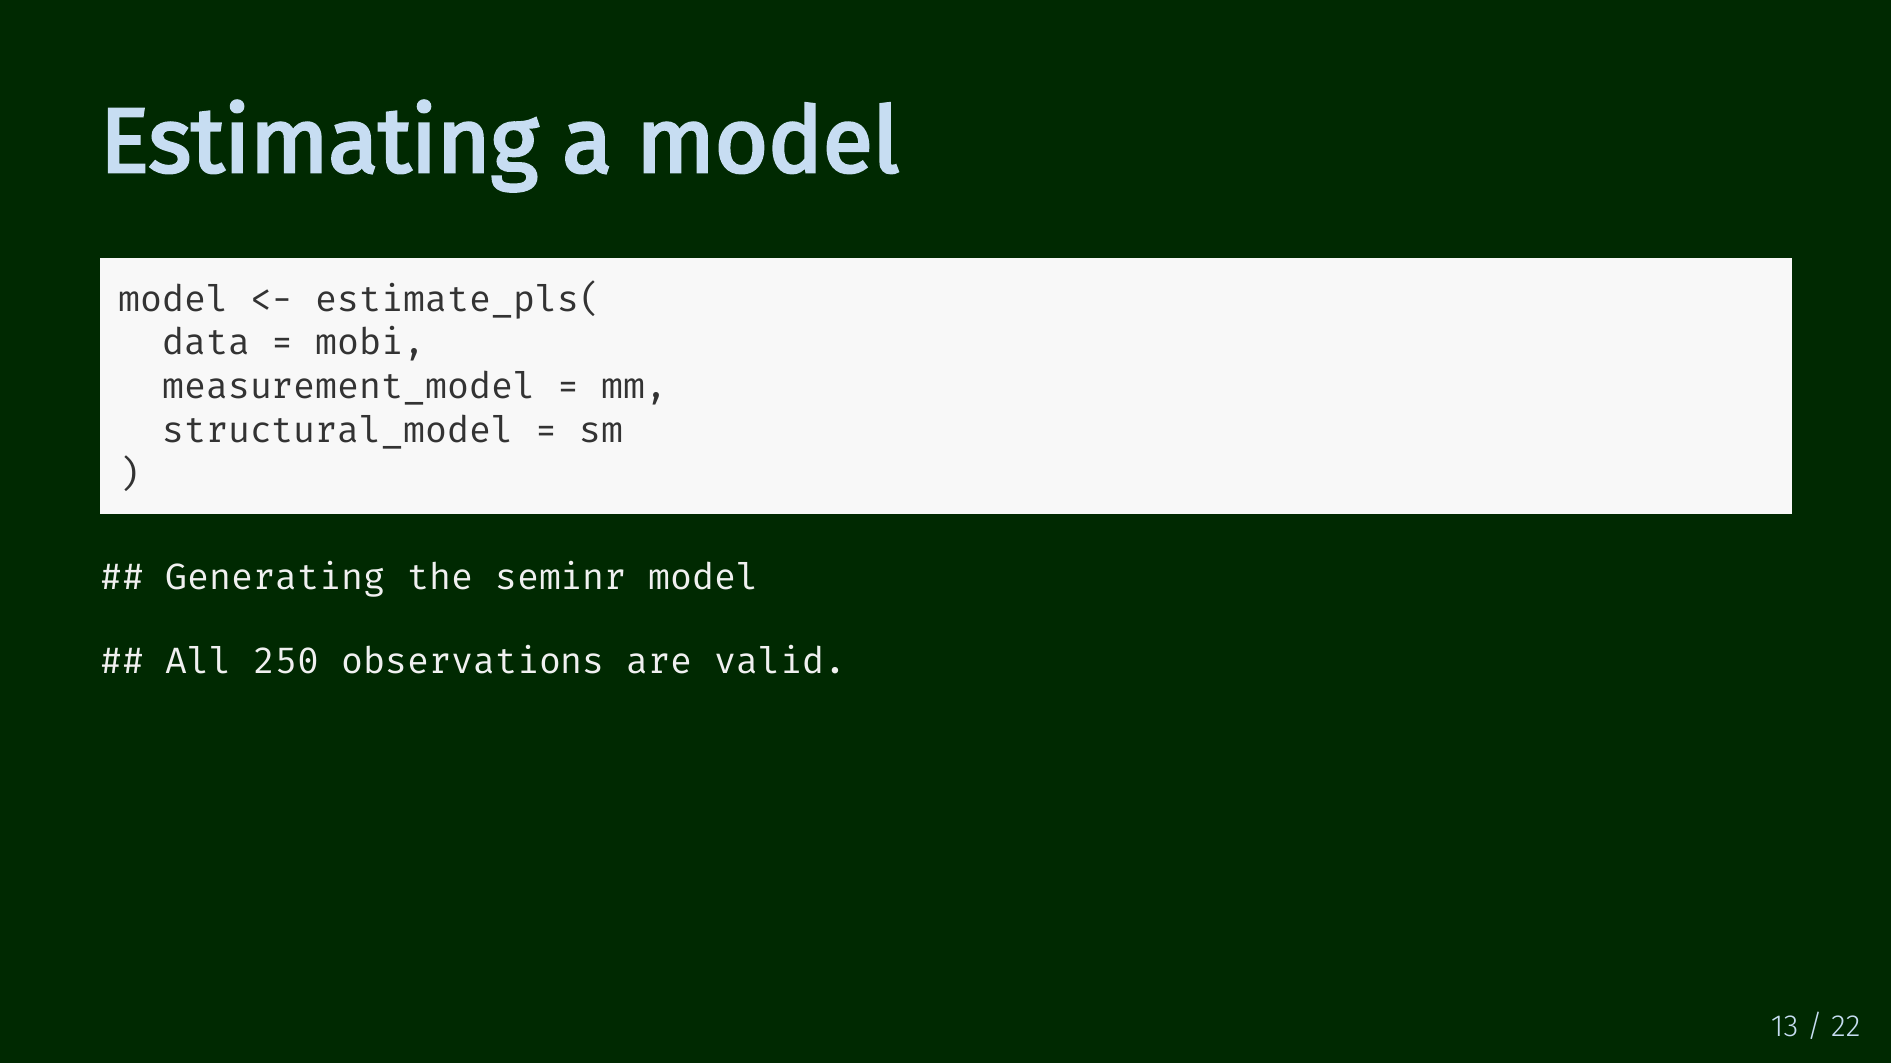 Estimating a model
model <- estimate_pls(
  data = mobi,
  measurement_model = mm,
  structural_model = sm
)
## Generating the seminr model
## All 250 observations are valid.
13 / 22